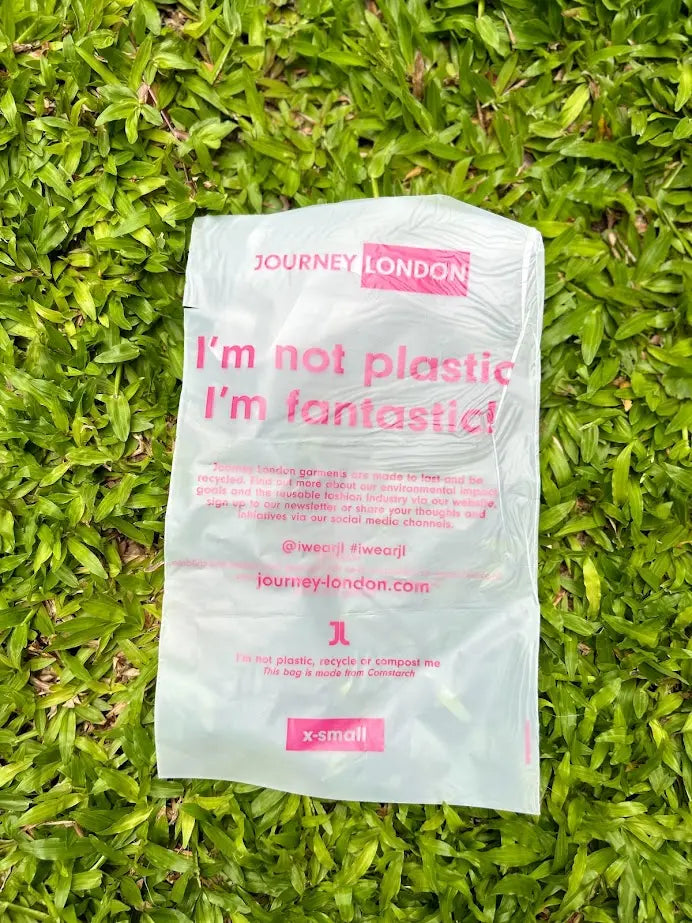 JOURNEY LONDON
I'm not plastic
I'm fantastic!
Journey London garments are made to last and be
recycled. Find out more about our environmental impact
goals and the reusable fashion industry via our website,
sign up to our newsletter or share your thoughts and
initiatives via our social media channels.
@iwearjl #iwearjl
journey-london.com
JL
I'm not plastic, recycle or compost me
This bag is made from Cornstarch
x-small